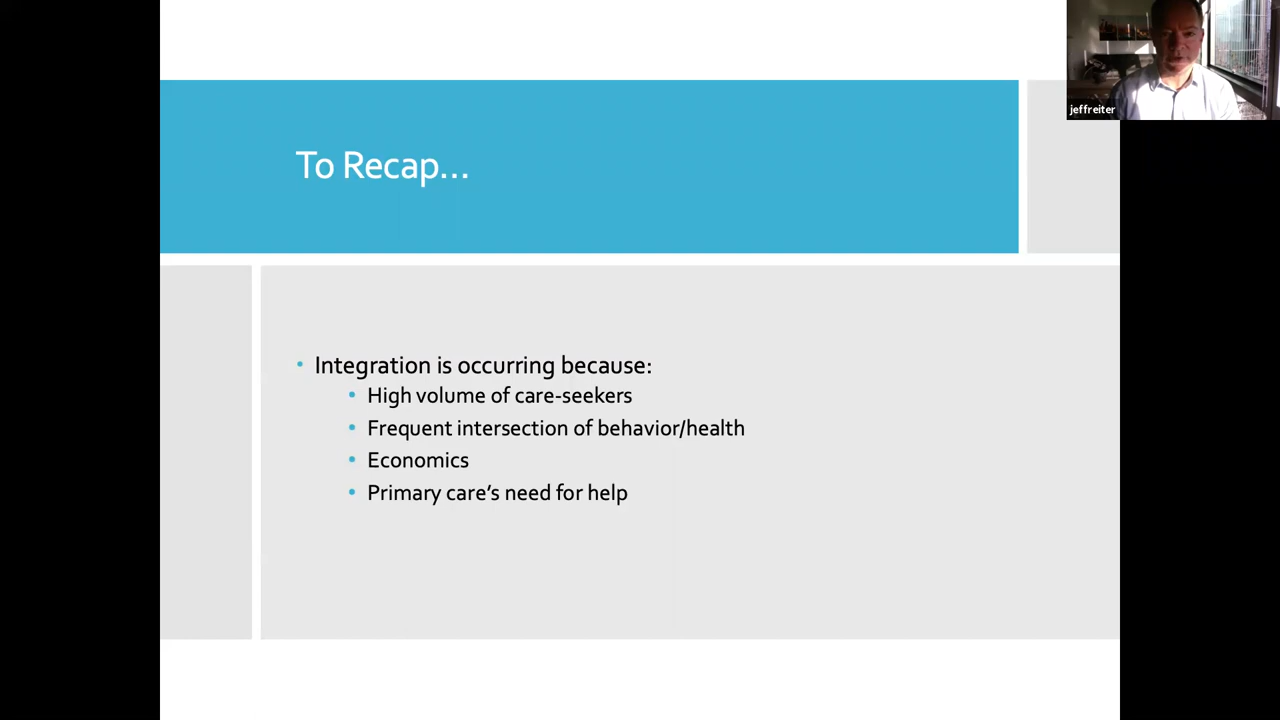 To Recap...
jeffreiter
• Integration is occurring because:
• High volume of care-seekers
• Frequent intersection of behavior/health
• Economics
• Primary care’s need for help